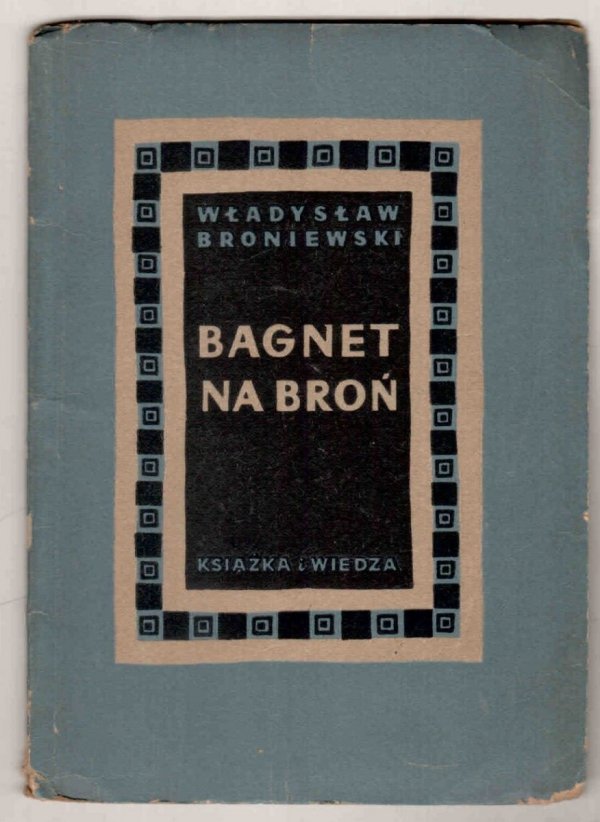 WŁADYSŁAW
BRONIEWSKI
BAGNET
NA BROŃ
KSIĄŻKA i WIEDZA